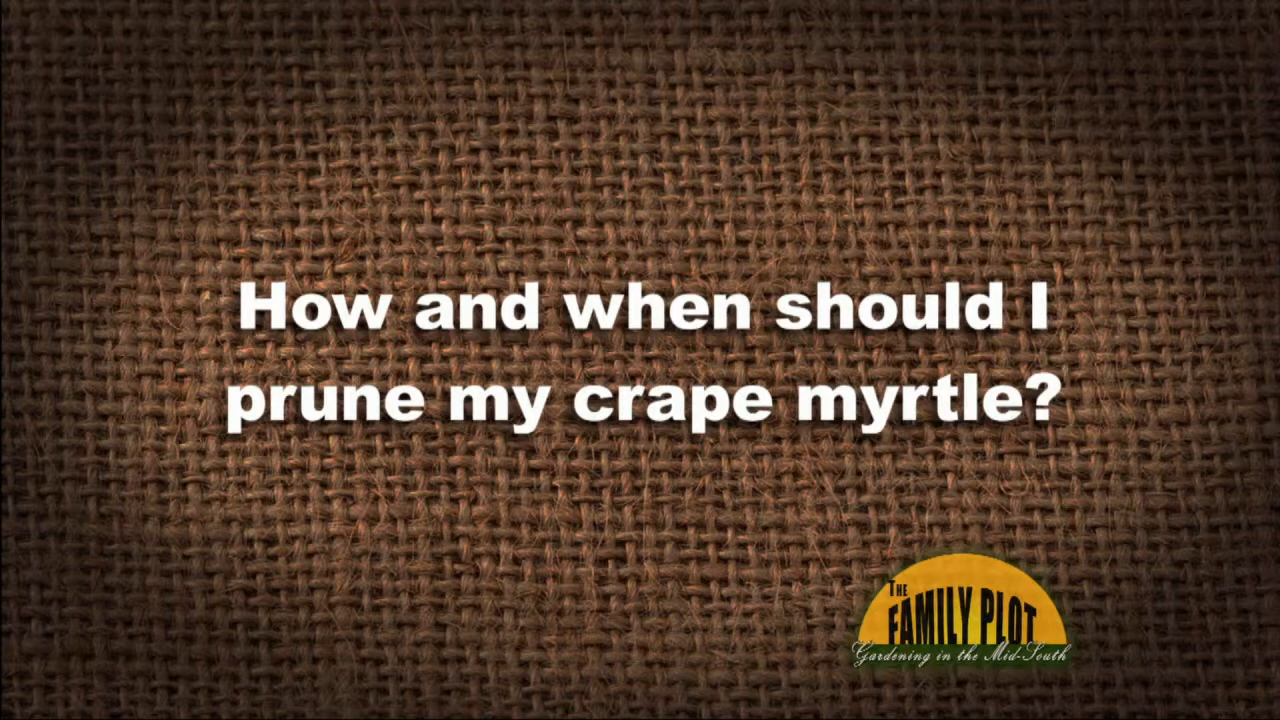 How and when should I
prune my crape myrtle?
THE
FAMILY PLOT
Gardening in the Mid-South